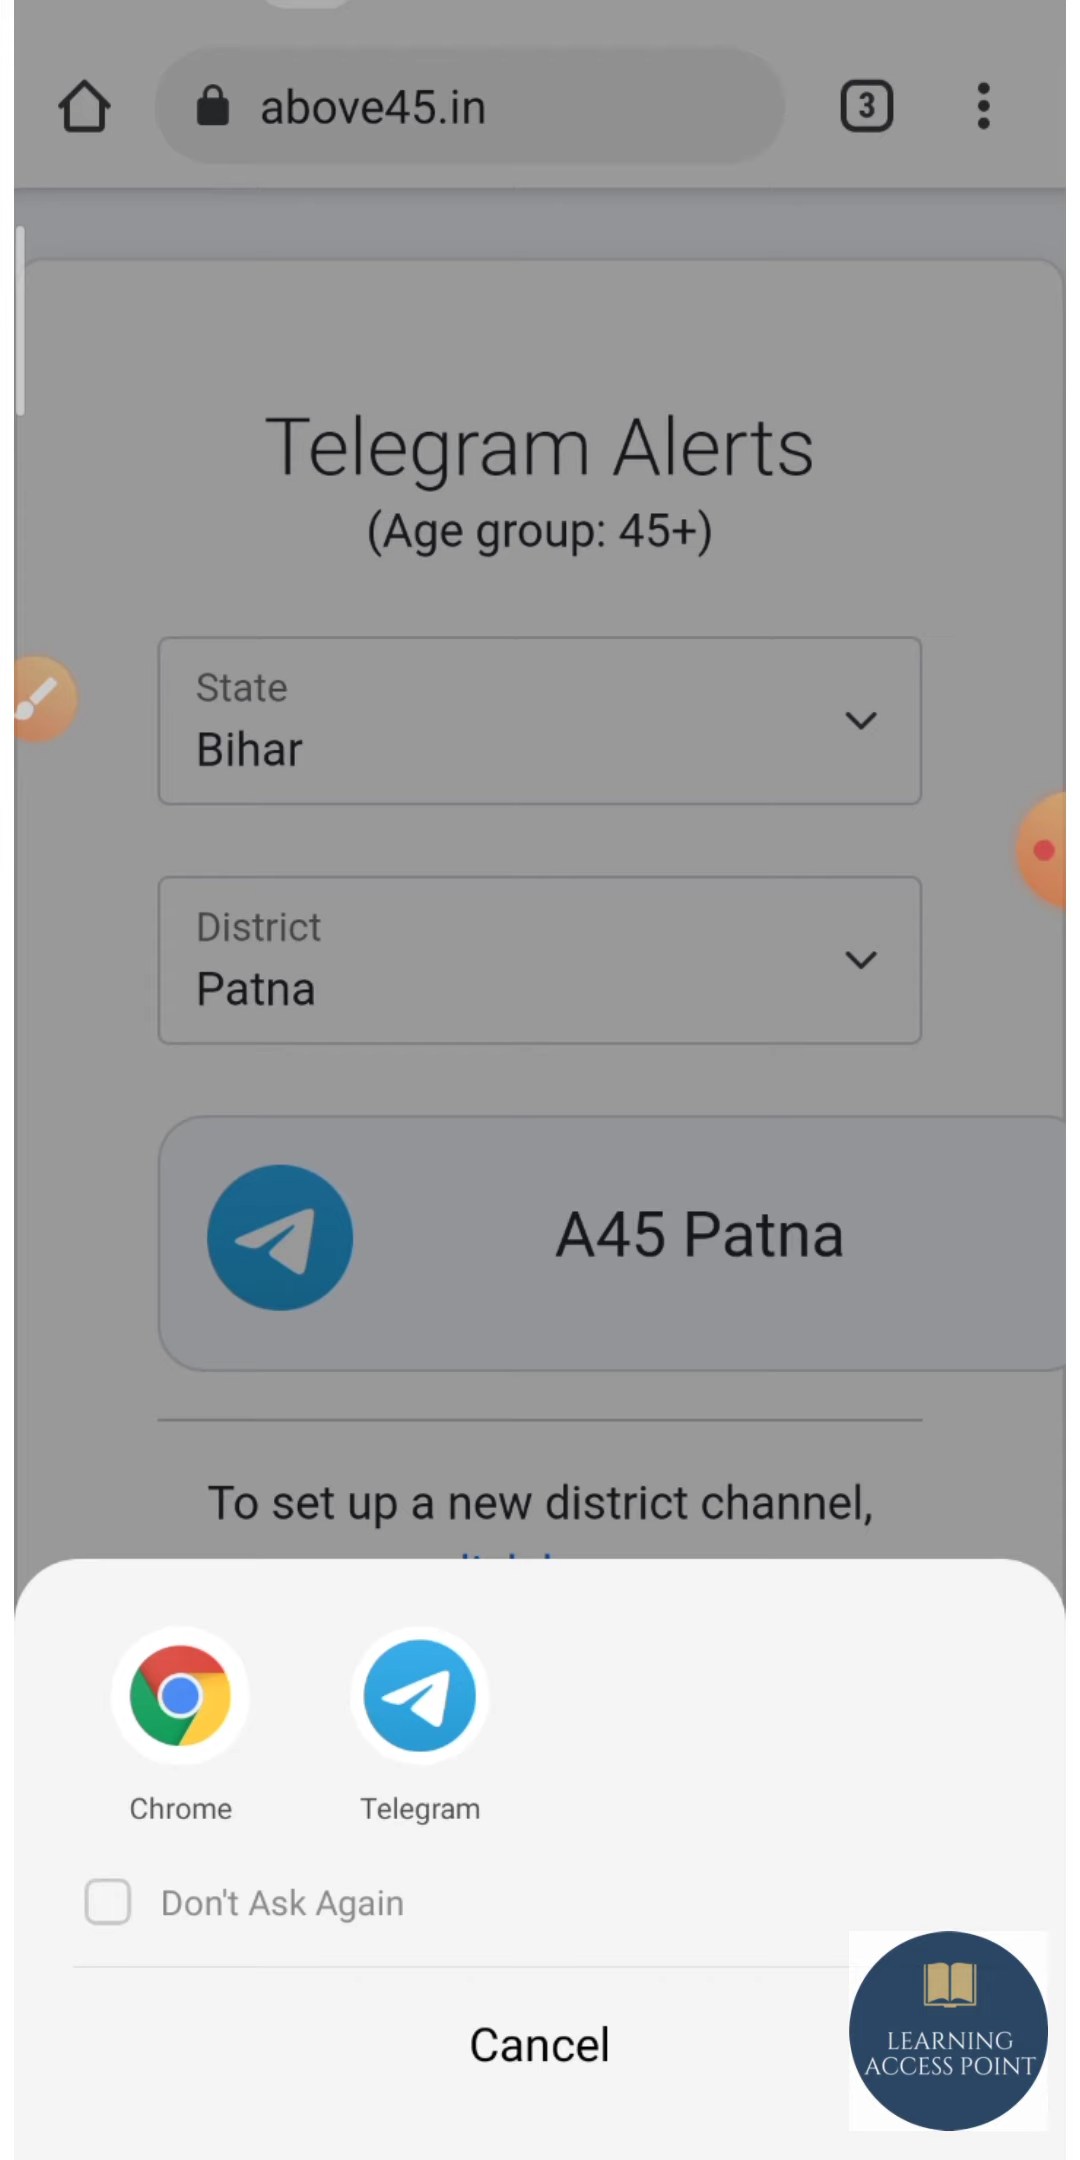 above45.in
3
Telegram Alerts
(Age group: 45+)
State
Bihar
District
Patna
A45 Patna
To set up a new district channel,
Chrome
Telegram
Don't Ask Again
Cancel
LEARNING
ACCESS POINT